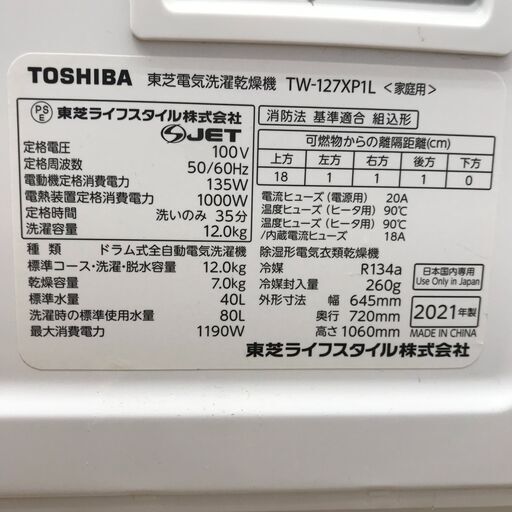 TOSHIBA 東芝電気洗濯乾燥機 TW-127XP1L <家庭用>
PSE 東芝ライフスタイル株式会社
SJET
定格電圧 100V
定格周波数 50/60Hz
電動機定格消費電力 135W
電熱装置定格消費電力 1000W
定格時間 洗いのみ 35分
洗濯容量 12.0kg
消防法 基準適合 組込形
可燃物からの離隔距離(cm)
上方 左方 右方 後方 下方
18 1 1 1 0
電流ヒューズ(電源用) 20A
温度ヒューズ(ヒータ用) 90℃
温度ヒューズ(ヒータ用) 90℃
/内蔵電流ヒューズ 18A
種類 ドラム式全自動電気洗濯機
標準コース・洗濯・脱水容量 12.0kg
乾燥容量 7.0kg
標準水量 40L
洗濯時の標準使用水量 80L
最大消費電力 1190W
除湿形電気衣類乾燥機
冷媒 R134a
冷媒封入量 260g
外形寸法 幅 645mm
奥行 720mm
高さ 1060mm
日本国内専用
Use Only in Japan
2021年製
MADE IN CHINA
東芝ライフスタイル株式会社